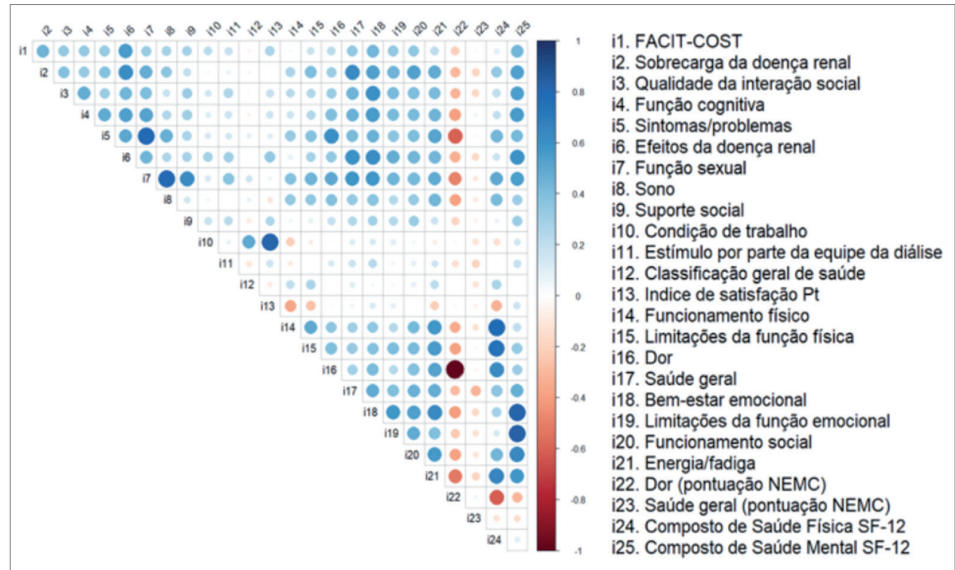 i2 i3 i4 i5 i6 i7 i8 i9 i10 i11 i12 i13 i14 i15 i16 i17 i18 i19 i20 i21 i22 i23 i24 i25
i1
i2
i3
i4
i5
i6
i7
i8
i9
i10
i11
i12
i13
i14
i15
i16
i17
i18
i19
i20
i21
i22
i23
i24
1
0.8
0.6
0.4
0.2
0
-0.2
-0.4
-0.6
-0.8
-1
i1. FACIT-COST
i2. Sobrecarga da doença renal
i3. Qualidade da interação social
i4. Função cognitiva
i5. Sintomas/problemas
i6. Efeitos da doença renal
i7. Função sexual
i8. Sono
i9. Suporte social
i10. Condição de trabalho
i11. Estímulo por parte da equipe da diálise
i12. Classificação geral de saúde
i13. Indice de satisfação Pt
i14. Funcionamento físico
i15. Limitações da função física
i16. Dor
i17. Saúde geral
i18. Bem-estar emocional
i19. Limitações da função emocional
i20. Funcionamento social
i21. Energia/fadiga
i22. Dor (pontuação NEMC)
i23. Saúde geral (pontuação NEMC)
i24. Composto de Saúde Física SF-12
i25. Composto de Saúde Mental SF-12